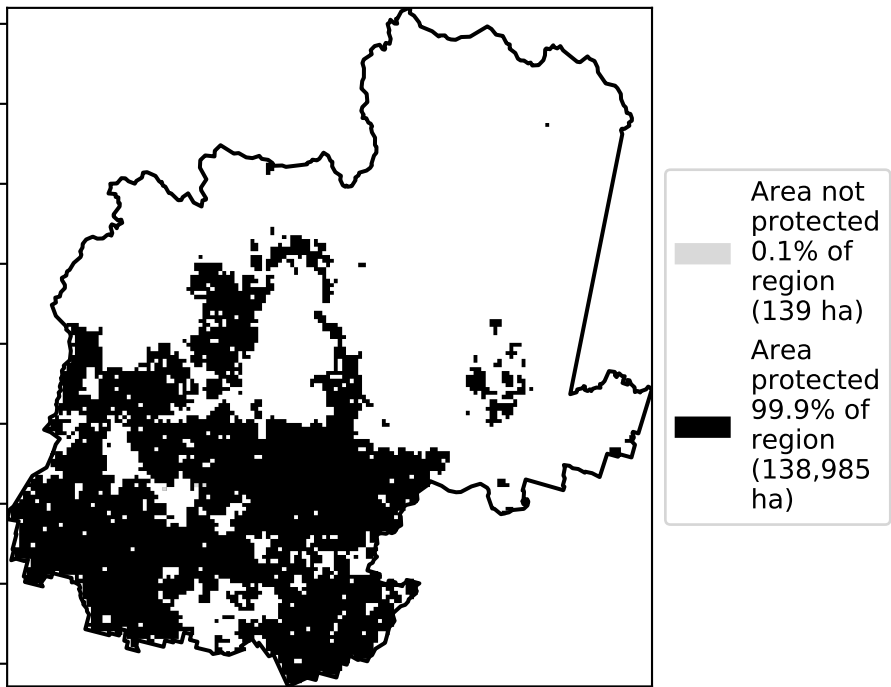 Area not
protected
0.1% of
region
(139 ha)
Area
protected
99.9% of
region
(138,985
ha)